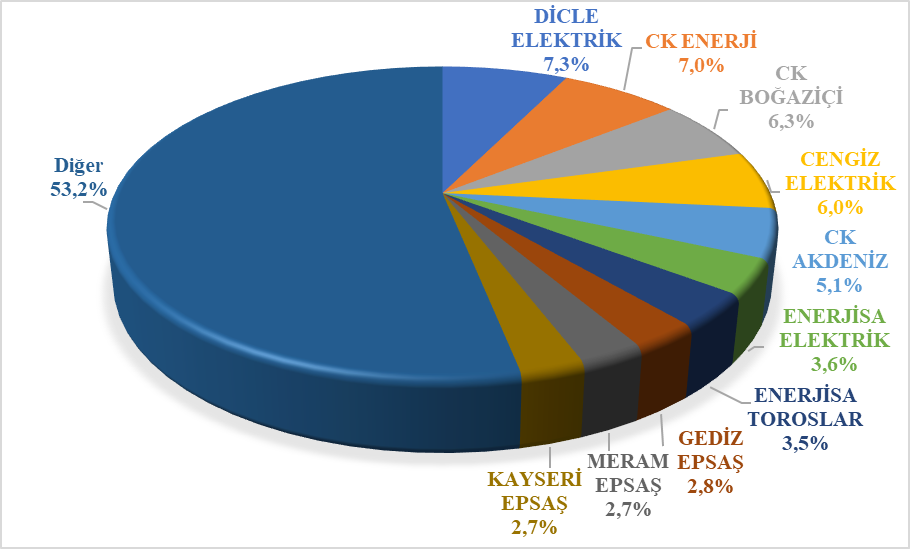 DİCLE
ELEKTRİK
7,3%
CK ENERJİ
7,0%
CK
BOĞAZİÇİ
6,3%
CENGİZ
ELEKTRİK
6,0%
CK
AKDENİZ
5,1%
ENERJİSA
ELEKTRİK
3,6%
ENERJİSA
TOROSLAR
3,5%
GEDİZ
EPSAŞ
2,8%
MERAM
EPSAŞ
2,7%
KAYSERİ
EPSAŞ
2,7%
Diğer
53,2%